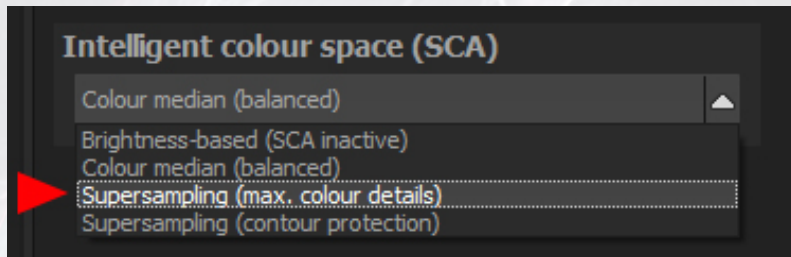 Intelligent colour space (SCA)
Colour median (balanced)
Brightness-based (SCA inactive)
Colour median (balanced)
Supersampling (max. colour details)
Supersampling (contour protection)